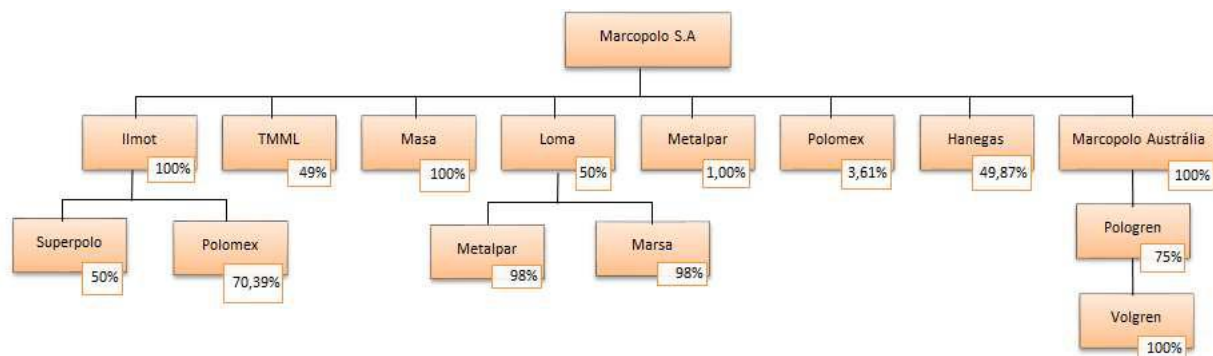 Marcopolo S.A
Ilmot
100%
TMML
49%
Masa
100%
Loma
50%
Metalpar
1,00%
Polomex
3,61%
Hanegas
49,87%
Marcopolo Austrália
100%
Superpolo
50%
Polomex
70,39%
Metalpar
98%
Marsa
98%
Pologren
75%
Volgren
100%